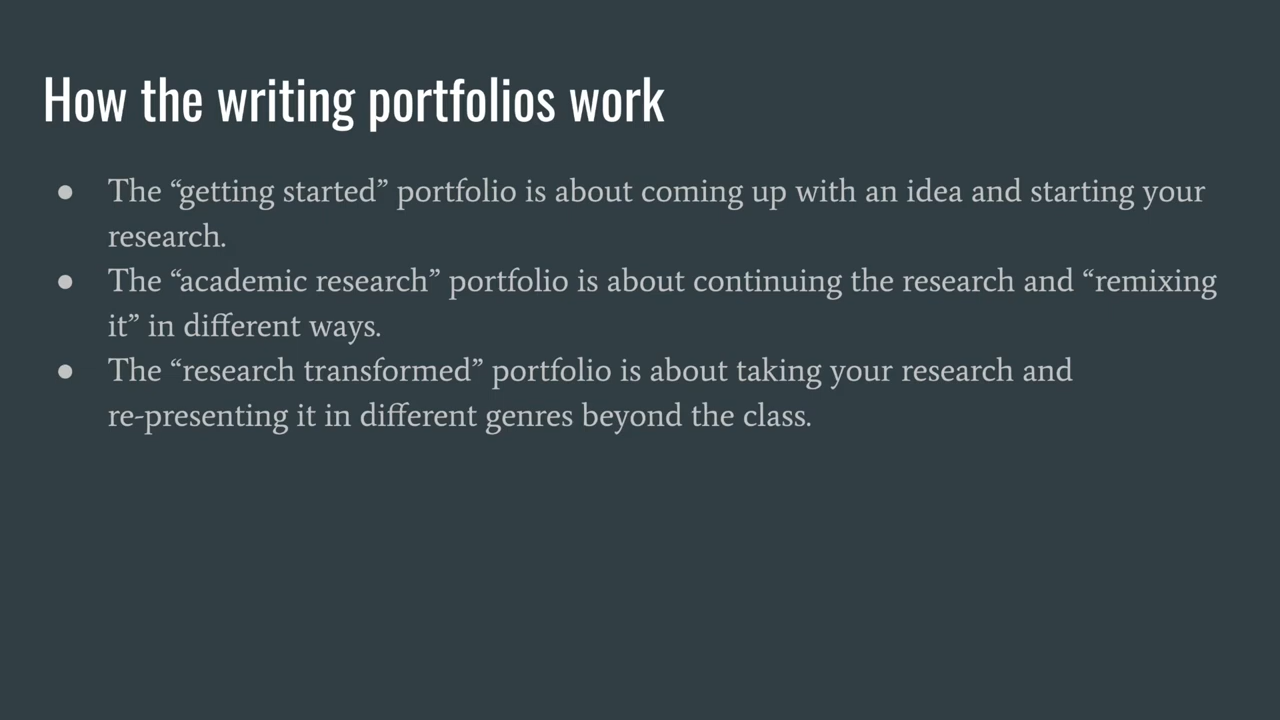 How the writing portfolios work
● The “getting started” portfolio is about coming up with an idea and starting your
research.
● The “academic research” portfolio is about continuing the research and “remixing
it” in different ways.
● The “research transformed” portfolio is about taking your research and
re-presenting it in different genres beyond the class.